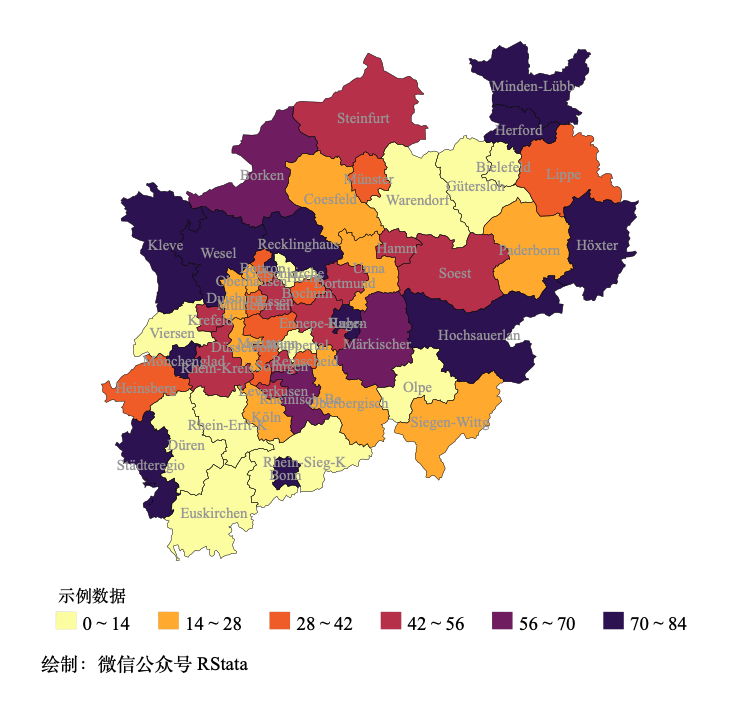 Minden-Lübb
Steinfurt
Herford
Münster
Bielefeld
Lippe
Borken
Coesfeld
Warendorf
Gütersloh
Kleve
Wesel
Recklinghaus
Hamm
Paderborn
Höxter
Unna
Soest
Bottrop
Oberhausen
Dortmund
Duisburg
Bochum
Krefeld
Ennepe-Ruhr
Hagen
Viersen
Märkischer
Hochsauerlan
Mönchenglad
Rhein-Kreis
Solingen
Remscheid
Heinsberg
Olpe
Leverkusen
Rheinisch-Be
Oberbergisch
Köln
Siegen-Witt
Rhein-Erft-K
Düren
Städteregio
Rhein-Sieg-K
Bonn
Euskirchen
示例数据
0 ~ 14 14 ~ 28 28 ~ 42 42 ~ 56 56 ~ 70 70 ~ 84
绘制：微信公众号 RStata